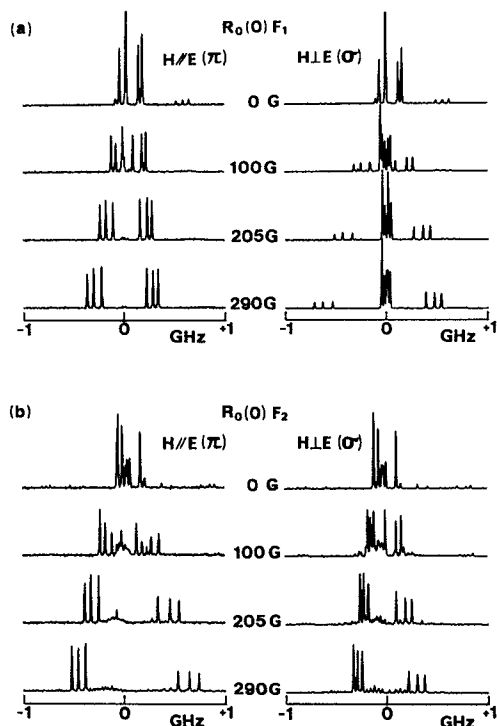 (a) R₀(0) F₁
H//E (π) H⊥E (σ)
0 G
100G
205G
290G
-1 0 +1 -1 0 +1
GHz GHz
(b) R₀(0) F₂
H//E (π) H⊥E (σ)
0 G
100 G
205 G
290 G
-1 0 +1 -1 0 +1
GHz GHz